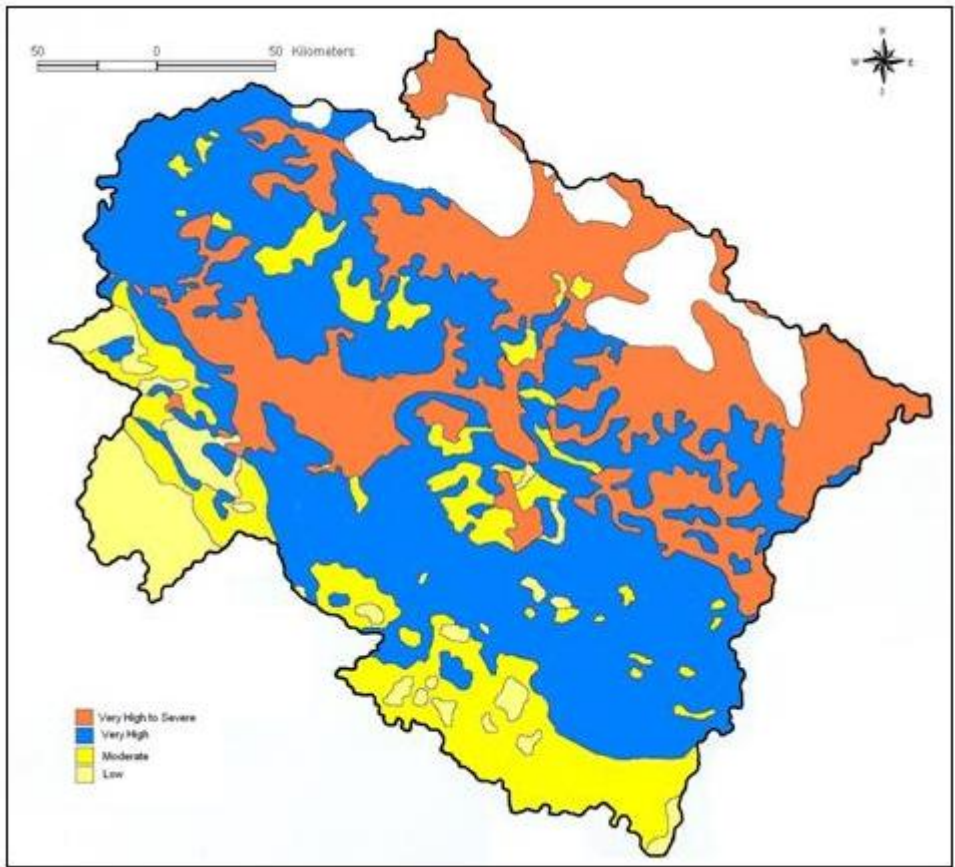 50 0 50 Kilometers
N
W E
S
Very High to Severe
Very High
Moderate
Low